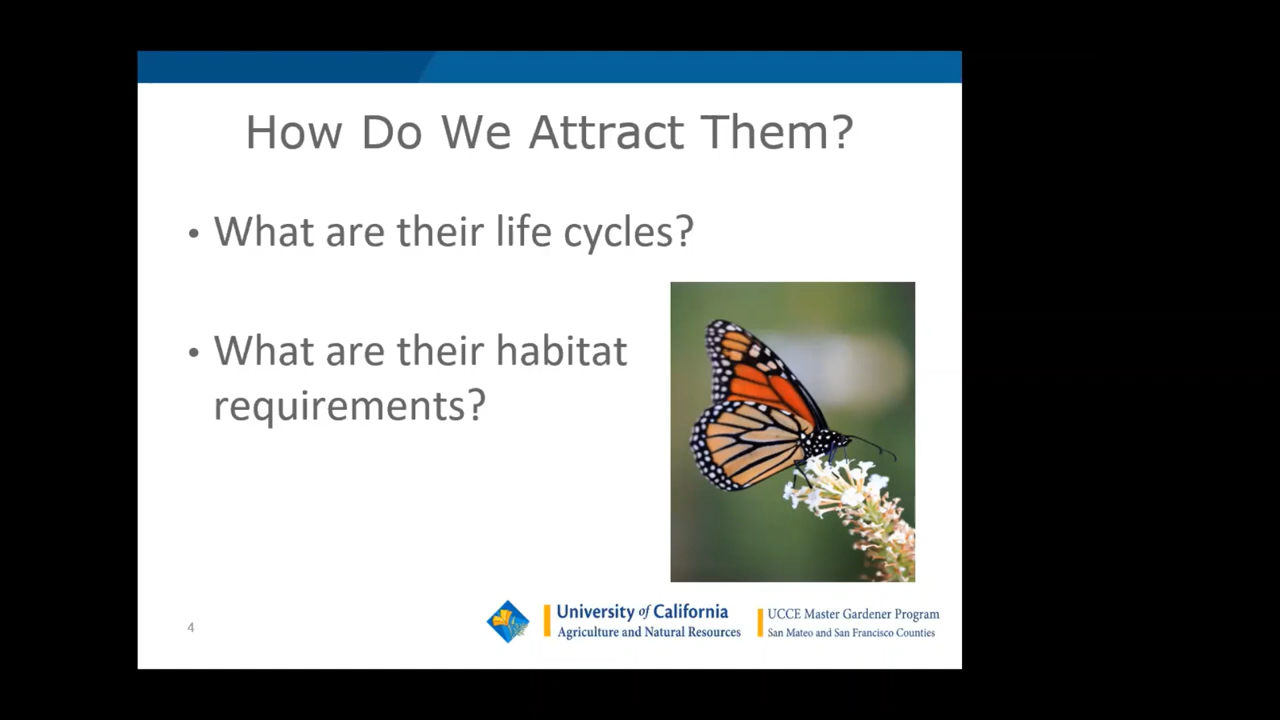 How Do We Attract Them?
• What are their life cycles?
• What are their habitat
requirements?
4
University of California
Agriculture and Natural Resources
UCCE Master Gardener Program
San Mateo and San Francisco Counties